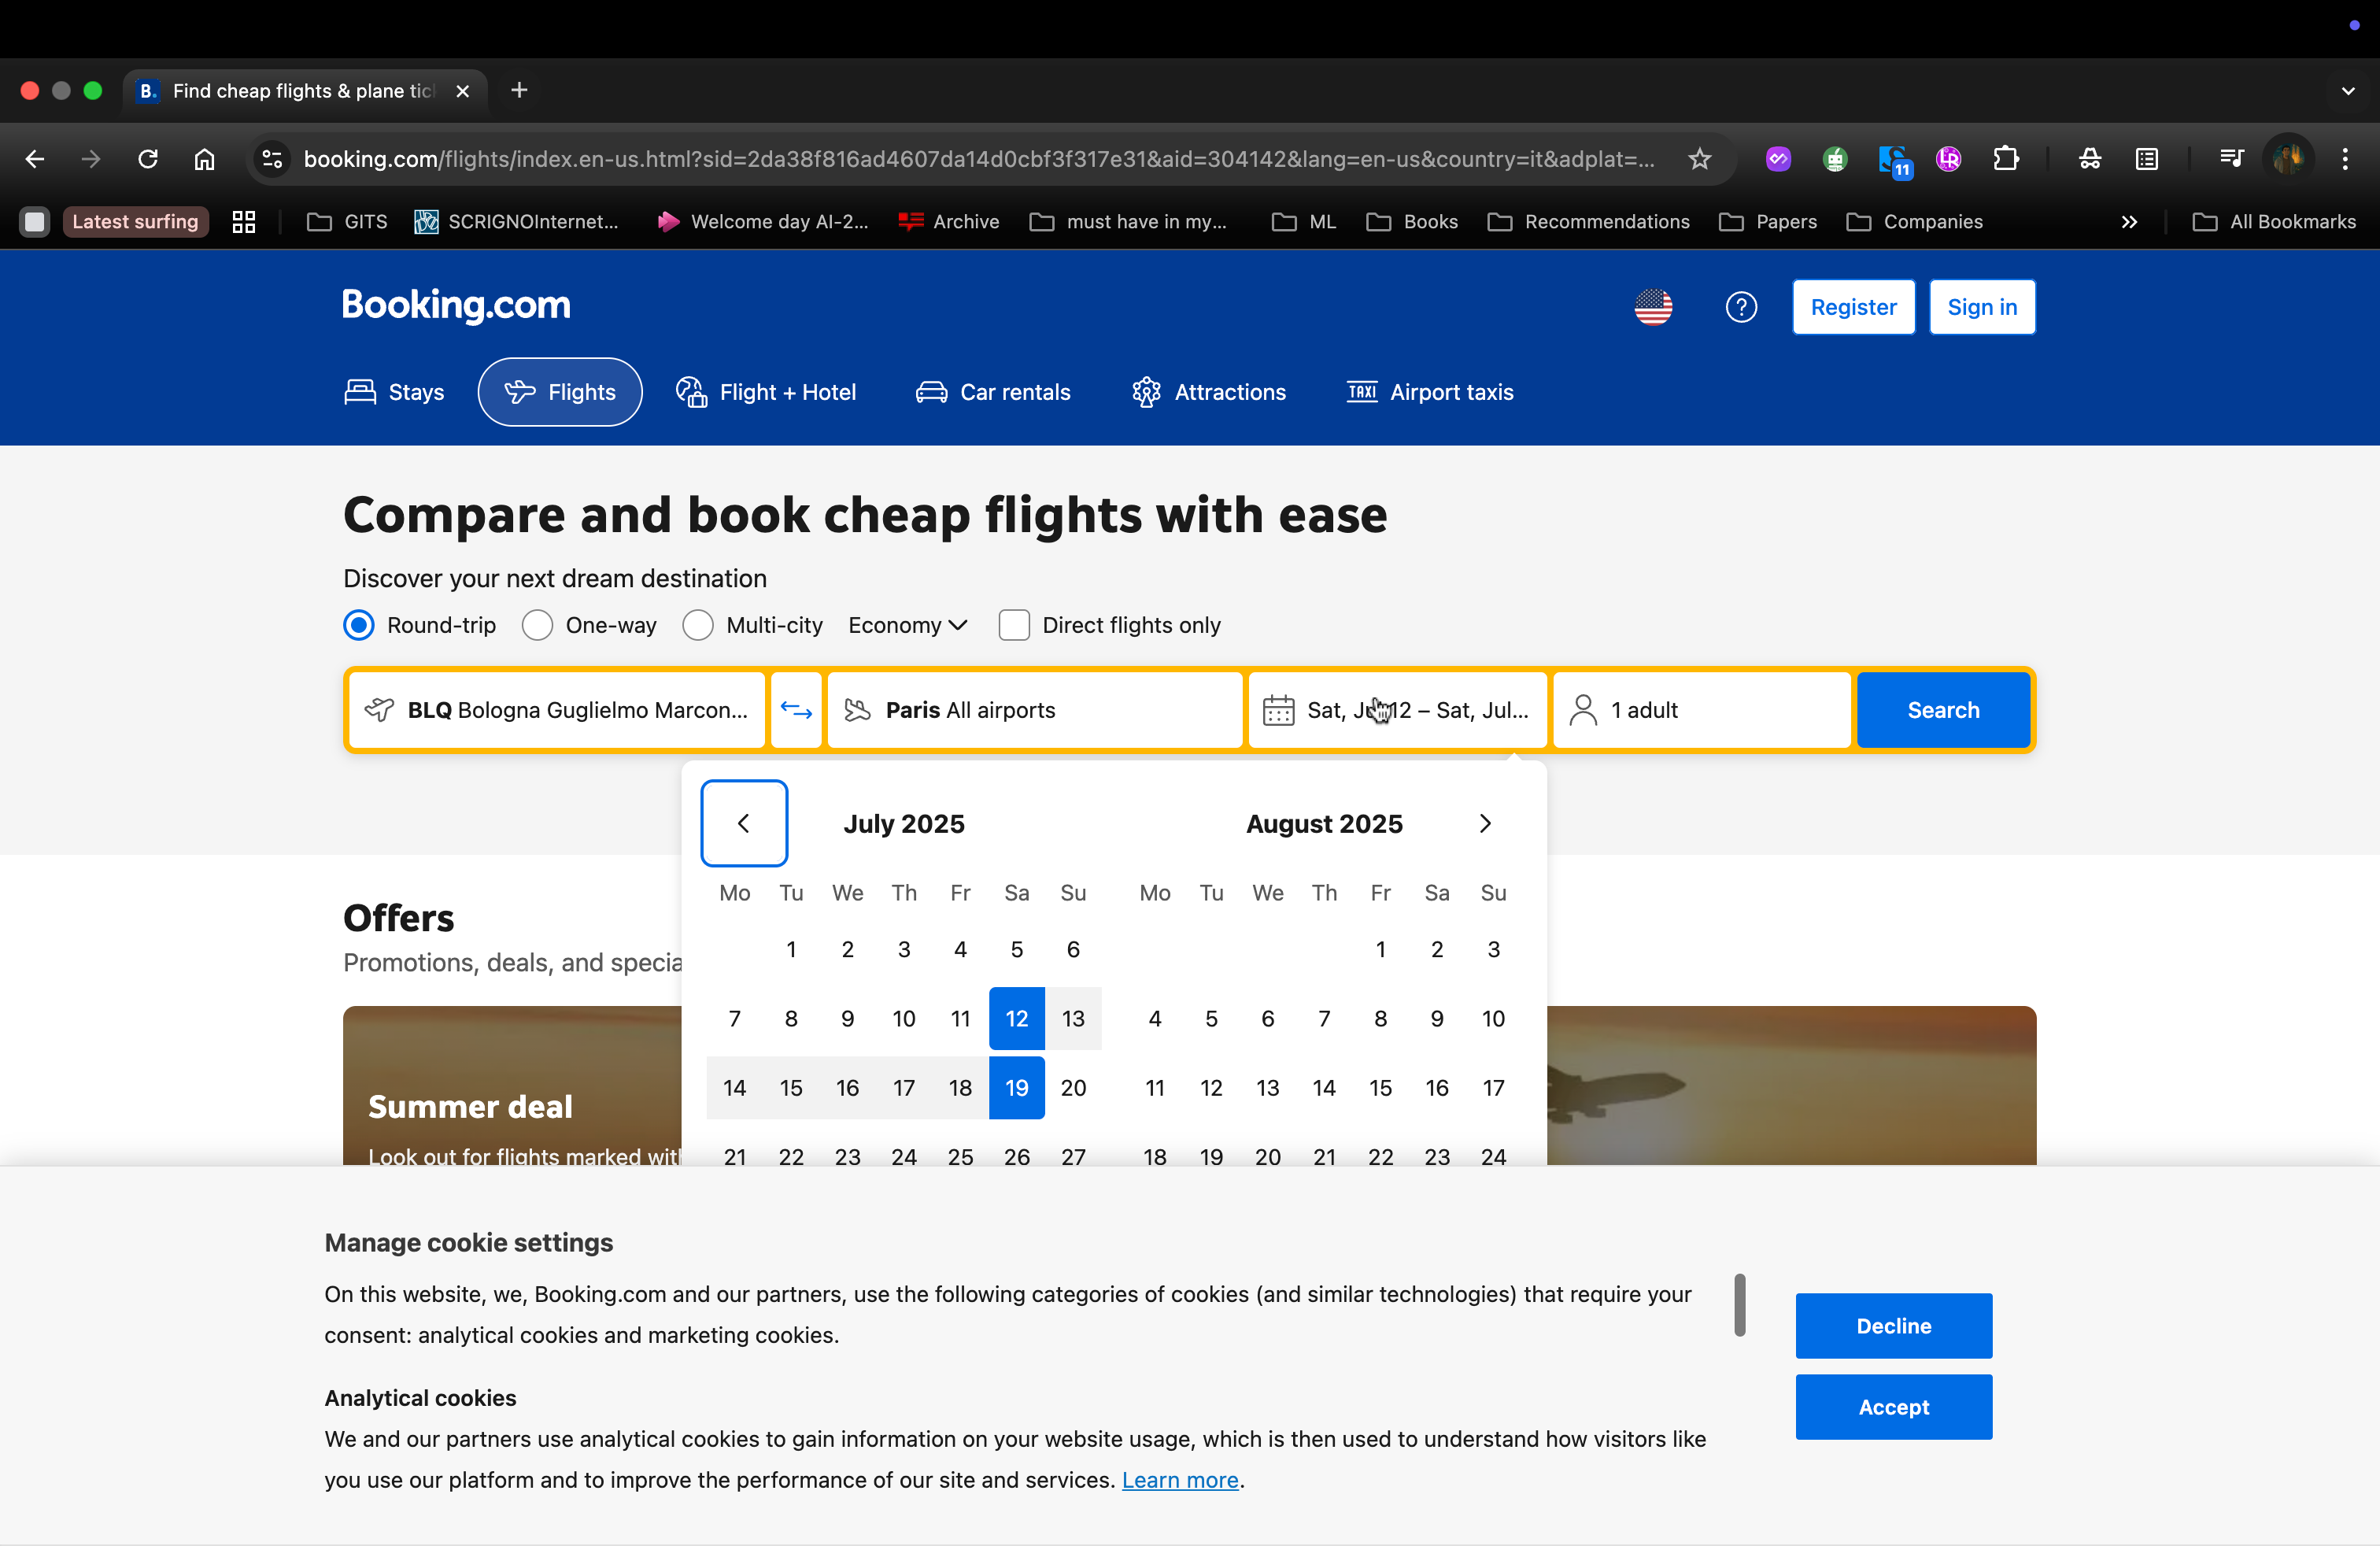 Find cheap flights & plane tic
booking.com/flights/index.en-us.html?sid=2da38f816ad4607da14d0cbf3f317e31&aid=304142&lang=en-us&country=it&adplat=...
11
Latest surfing GITS SCRIGNOInternet... Welcome day AI-2... Archive must have in my... ML Books Recommendations Papers Companies All Bookmarks
Booking.com
Register Sign in
Stays Flights Flight + Hotel Car rentals Attractions TAXI Airport taxis
Compare and book cheap flights with ease
Discover your next dream destination
Round-trip One-way Multi-city Economy Direct flights only
BLQ Bologna Guglielmo Marcon... Paris All airports Sat, J 12 – Sat, Jul... 1 adult Search
July 2025 August 2025
Mo Tu We Th Fr Sa Su Mo Tu We Th Fr Sa Su
1 2 3 4 5 6 1 2 3
7 8 9 10 11 12 13 4 5 6 7 8 9 10
14 15 16 17 18 19 20 11 12 13 14 15 16 17
21 22 23 24 25 26 27 18 19 20 21 22 23 24
Offers
Promotions, deals, and specia
Summer deal
Look out for flights marked with
Manage cookie settings
On this website, we, Booking.com and our partners, use the following categories of cookies (and similar technologies) that require your
consent: analytical cookies and marketing cookies.
Decline
Analytical cookies
Accept
We and our partners use analytical cookies to gain information on your website usage, which is then used to understand how visitors like
you use our platform and to improve the performance of our site and services. Learn more.